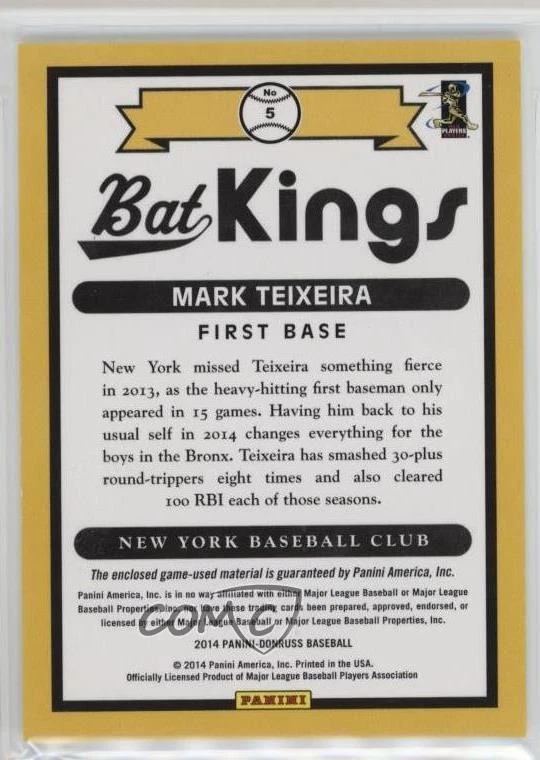 No
5
PLAYERS
Bat Kings
MARK TEIXEIRA
FIRST BASE
New York missed Teixeira something fierce
in 2013, as the heavy-hitting first baseman only
appeared in 15 games. Having him back to his
usual self in 2014 changes everything for the
boys in the Bronx. Teixeira has smashed 30-plus
round-trippers eight times and also cleared
100 RBI each of those seasons.
NEW YORK BASEBALL CLUB
The enclosed game-used material is guaranteed by Panini America, Inc.
Panini America, Inc. is in no way affiliated with either Major League Baseball or Major League
Baseball Properties, nor have these trading cards been prepared, approved, endorsed, or
licensed by either Major League Baseball or Major League Baseball Properties, Inc.
COMC
2014 PANINI-DONRUSS BASEBALL
© 2014 Panini America, Inc. Printed in the USA.
Officially Licensed Product of Major League Baseball Players Association
PANINI